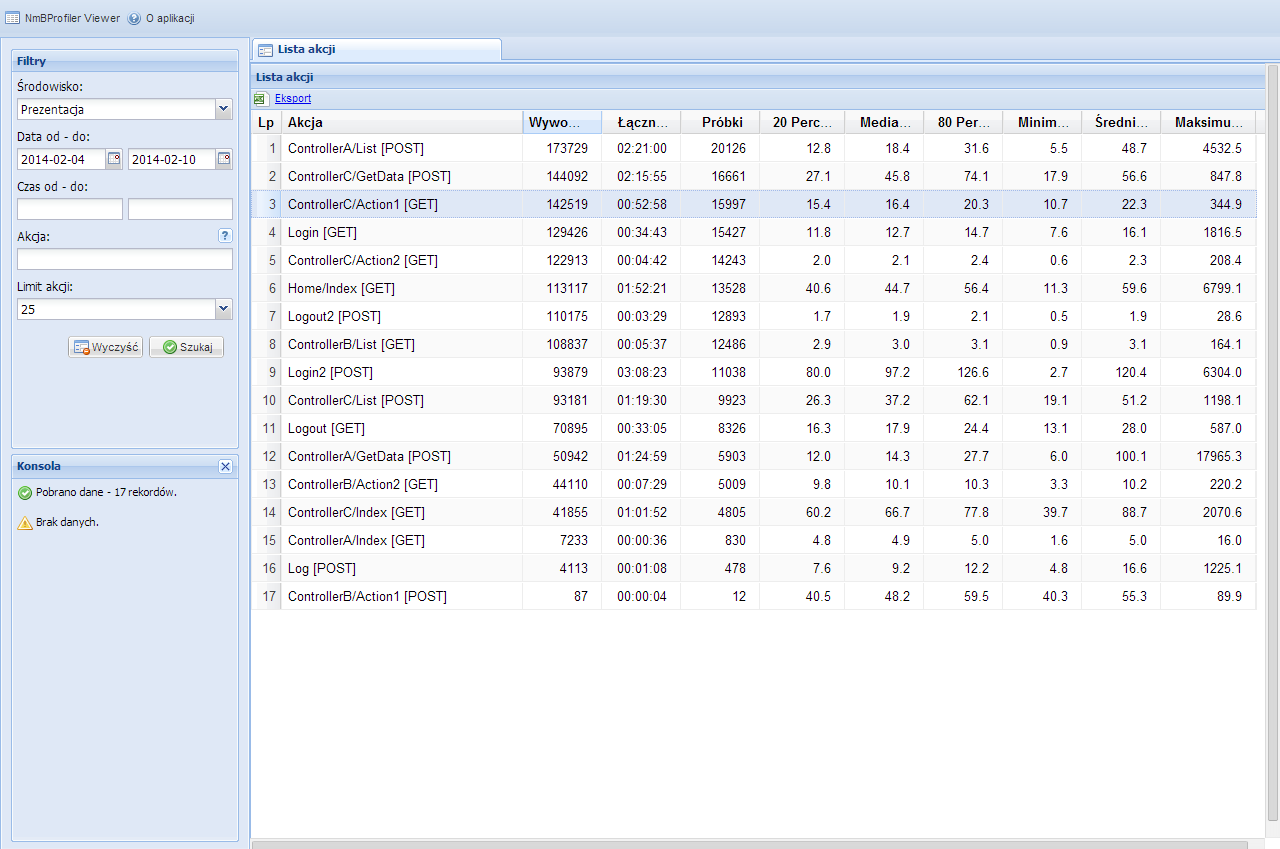 NmBProfiler Viewer O aplikacji
Filtry
Środowisko:
Prezentacja
Data od - do:
2014-02-04 2014-02-10
Czas od - do:
Akcja: ?
Limit akcji:
25
Wyczyść Szukaj
Konsola
Pobrano dane - 17 rekordów.
Brak danych.
Lista akcji
Lista akcji
Eksport
Lp Akcja Wywo... Łączn... Próbki 20 Perc... Media... 80 Per... Minim... Średni... Maksimu...
1 ControllerA/List [POST] 173729 02:21:00 20126 12.8 18.4 31.6 5.5 48.7 4532.5
2 ControllerC/GetData [POST] 144092 02:15:55 16661 27.1 45.8 74.1 17.9 56.6 847.8
3 ControllerC/Action1 [GET] 142519 00:52:58 15997 15.4 16.4 20.3 10.7 22.3 344.9
4 Login [GET] 129426 00:34:43 15427 11.8 12.7 14.7 7.6 16.1 1816.5
5 ControllerC/Action2 [GET] 122913 00:04:42 14243 2.0 2.1 2.4 0.6 2.3 208.4
6 Home/Index [GET] 113117 01:52:21 13528 40.6 44.7 56.4 11.3 59.6 6799.1
7 Logout2 [POST] 110175 00:03:29 12893 1.7 1.9 2.1 0.5 1.9 28.6
8 ControllerB/List [GET] 108837 00:05:37 12486 2.9 3.0 3.1 0.9 3.1 164.1
9 Login2 [POST] 93879 03:08:23 11038 80.0 97.2 126.6 2.7 120.4 6304.0
10 ControllerC/List [POST] 93181 01:19:30 9923 26.3 37.2 62.1 19.1 51.2 1198.1
11 Logout [GET] 70895 00:33:05 8326 16.3 17.9 24.4 13.1 28.0 587.0
12 ControllerA/GetData [POST] 50942 01:24:59 5903 12.0 14.3 27.7 6.0 100.1 17965.3
13 ControllerB/Action2 [GET] 44110 00:07:29 5009 9.8 10.1 10.3 3.3 10.2 220.2
14 ControllerC/Index [GET] 41855 01:01:52 4805 60.2 66.7 77.8 39.7 88.7 2070.6
15 ControllerA/Index [GET] 7233 00:00:36 830 4.8 4.9 5.0 1.6 5.0 16.0
16 Log [POST] 4113 00:01:08 478 7.6 9.2 12.2 4.8 16.6 1225.1
17 ControllerB/Action1 [POST] 87 00:00:04 12 40.5 48.2 59.5 40.3 55.3 89.9